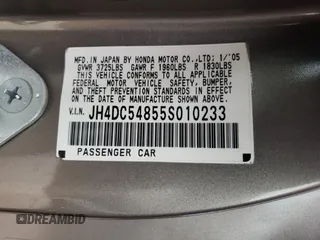 MFD. IN JAPAN BY HONDA MOTOR CO., LTD. 1/'05
GVWR 3725LBS GAWR F 1960LBS R 1830LBS
THIS VEHICLE CONFORMS TO ALL APPLICABLE
FEDERAL MOTOR VEHICLE SAFETY, BUMPER,
AND THEFT PREVENTION STANDARDS IN EFFECT
ON THE DATE OF MANUFACTURE SHOWN ABOVE.
V.I.N. JH4DC54855S010233
PASSENGER CAR
DREAMBID